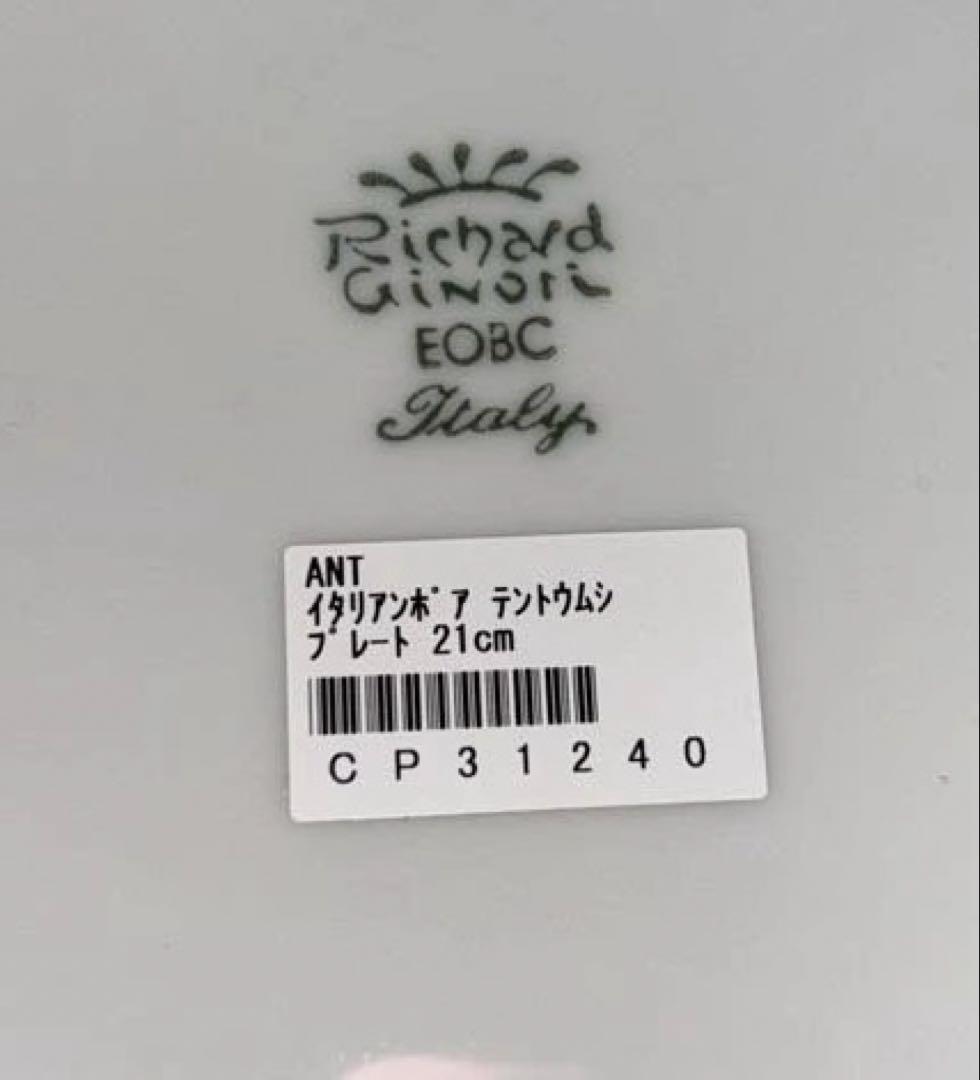 Richard
Ginori
EOBC
Italy
ANT
イタリアンボア テントウムシ
プレート 21cm
CP31240